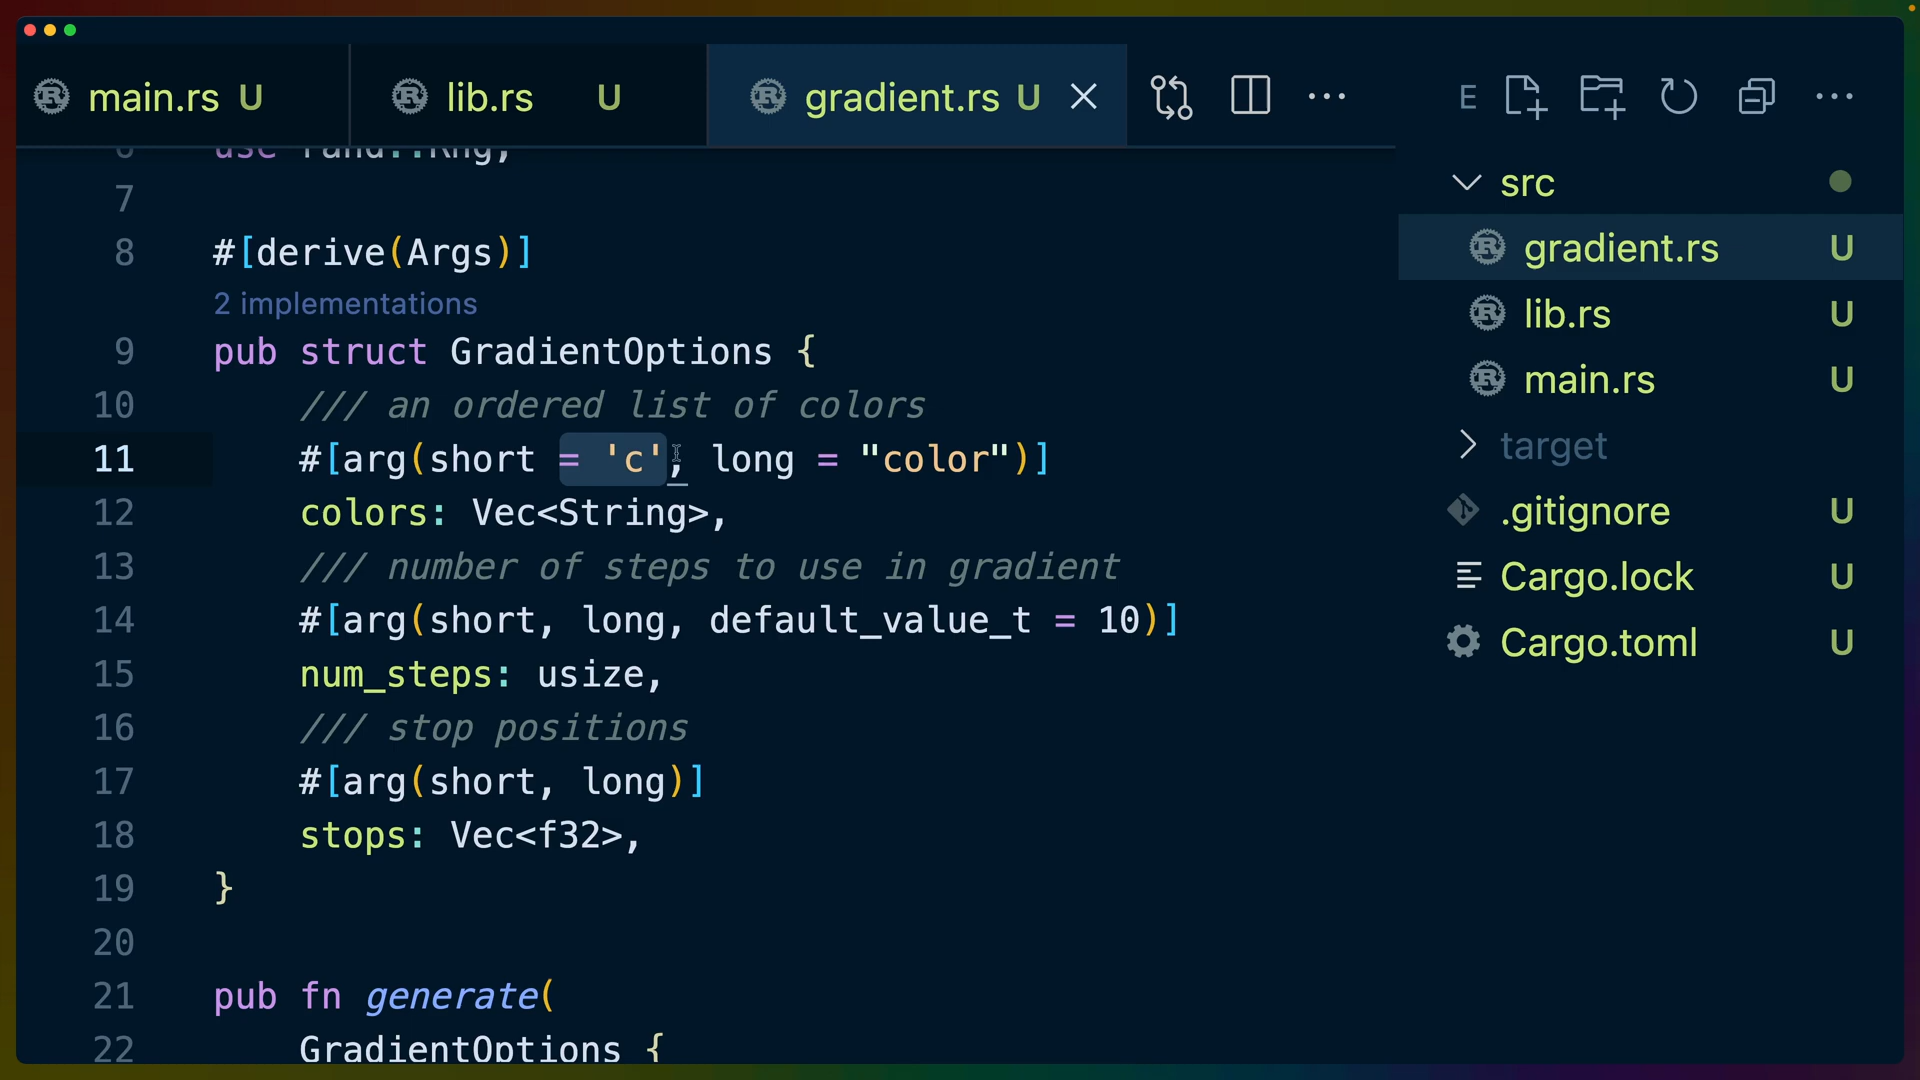 main.rs U
lib.rs U
gradient.rs U
E
use rand::Rng;
7
8 #[derive(Args)]
2 implementations
9 pub struct GradientOptions {
10 /// an ordered list of colors
11 #[arg(short = 'c', long = "color")]
12 colors: Vec<String>,
13 /// number of steps to use in gradient
14 #[arg(short, long, default_value_t = 10)]
15 num_steps: usize,
16 /// stop positions
17 #[arg(short, long)]
18 stops: Vec<f32>,
19 }
20
21 pub fn generate(
22 GradientOptions {
src
gradient.rs U
lib.rs U
main.rs U
target
.gitignore U
Cargo.lock U
Cargo.toml U